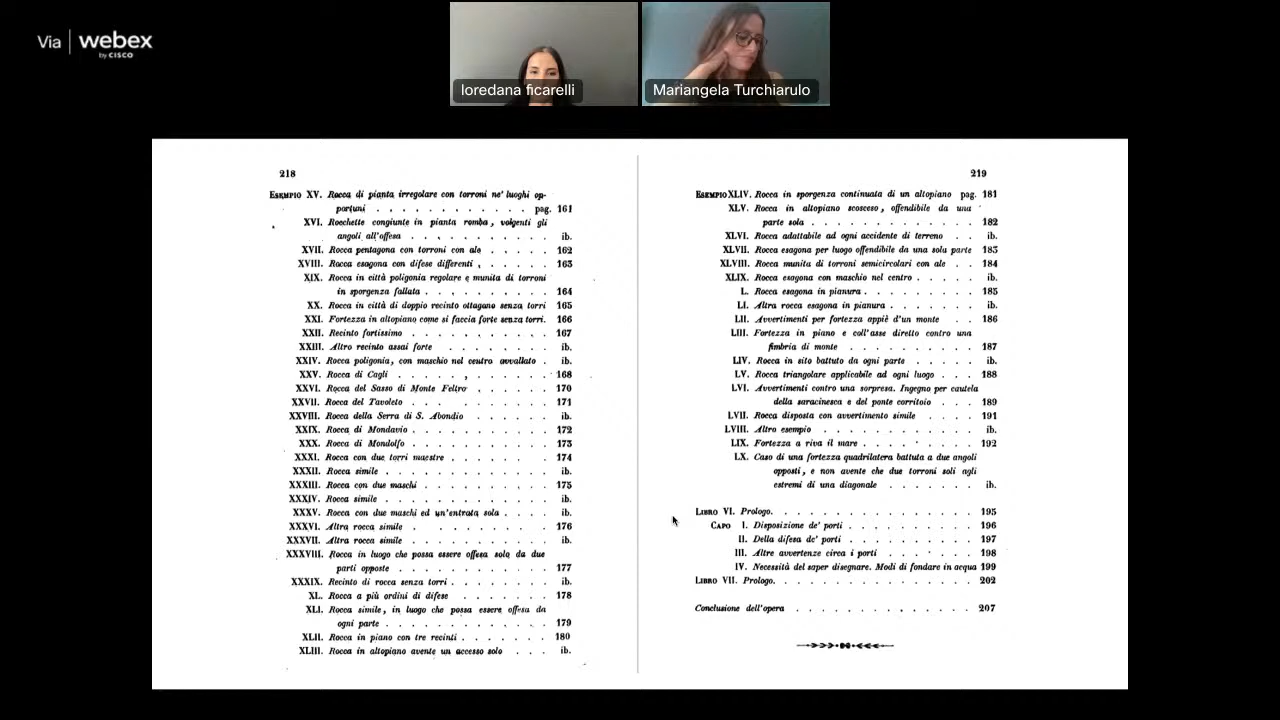 Via | webex
by CISCO
loredana ficarelli
Mariangela Turchiarulo
218
ESEMPIO XV. Rocca di pianta irregolare con torroni ne' luoghi op-
portuni . . . . . . . . . . . pag. 161
XVI. Rocchette congiunte in pianta romba, volgenti gli
angoli all'offesa . . . . . . . . . . ib.
XVII. Rocca pentagona con torroni con ale . . . . . 162
XVIII. Rocca esagona con difese differenti . . . . . . 163
XIX. Rocca in città poligonia regolare e munita di torroni
in sporgenza fallata . . . . . . . . . 164
XX. Rocca in città di doppio recinto ottagono senza torri 165
XXI. Fortezza in altopiano come si faccia forte senza torri. 166
XXII. Recinto fortissimo . . . . . . . . . . 167
XXIII. Altro recinto assai forte . . . . . . . . ib.
XXIV. Rocca poligonia, con maschio nel centro avvallato . ib.
XXV. Rocca di Cagli . . . . . . . . . . . 168
XXVI. Rocca del Sasso di Monte Feltro . . . . . . 170
XXVII. Rocca del Tavoleto . . . . . . . . . . 171
XXVIII. Rocca della Serra di S. Abondio . . . . . . ib.
XXIX. Rocca di Mondavio . . . . . . . . . . 172
XXX. Rocca di Mondolfo . . . . . . . . . . 173
XXXI. Rocca con due torri maestre . . . . . . . 174
XXXII. Rocca simile . . . . . . . . . . . . ib.
XXXIII. Rocca con due maschi . . . . . . . . . 175
XXXIV. Rocca simile . . . . . . . . . . . . ib.
XXXV. Rocca con due maschi ed un'entrata sola . . . . ib.
XXXVI. Altra rocca simile . . . . . . . . . . 176
XXXVII. Altra rocca simile . . . . . . . . . . ib.
XXXVIII. Rocca in luogo che possa essere offesa solo da due
parti opposte . . . . . . . . . . . 177
XXXIX. Recinto di rocca senza torri . . . . . . . . ib.
XL. Rocca a più ordini di difese . . . . . . . 178
XLI. Rocca simile, in luogo che possa essere offesa da
ogni parte . . . . . . . . . . . . 179
XLII. Rocca in piano con tre recinti . . . . . . . 180
XLIII. Rocca in altopiano avente un accesso solo . . . ib.
219
ESEMPIO XLIV. Rocca in sporgenza continuata di un altopiano pag. 181
XLV. Rocca in altopiano scosceso, offendibile da una
parte sola . . . . . . . . . . . . 182
XLVI. Rocca adattabile ad ogni accidente di terreno . . ib.
XLVII. Rocca esagona per luogo offendibile da una sola parte 183
XLVIII. Rocca munita di torroni semicircolari con ale . . 184
XLIX. Rocca esagona con maschio nel centro . . . . . ib.
L. Rocca esagona in pianura . . . . . . . . . 185
LI. Altra rocca esagona in pianura . . . . . . . ib.
LII. Avvertimenti per fortezza appiè d'un monte . . 186
LIII. Fortezza in piano e coll'asse diretto contro una
fimbria di monte . . . . . . . . . . 187
LIV. Rocca in sito battuto da ogni parte . . . . . ib.
LV. Rocca triangolare applicabile ad ogni luogo . . . 188
LVI. Avvertimenti contro una sorpresa. Ingegno per cautela
della saracinesca e del ponte corritoio . . . 189
LVII. Rocca disposta con avvertimento simile . . . . 191
LVIII. Altro esempio . . . . . . . . . . . . ib.
LIX. Fortezza a riva il mare . . . . . . . . . 192
LX. Caso di una fortezza quadrilatera battuta a due angoli
opposti, e non avente che due torroni soli agli
estremi di una diagonale . . . . . . . ib.
LIBRO VI. Prologo. . . . . . . . . . . . . . . 195
CAPO I. Disposizione de' porti . . . . . . . . . 196
II. Della difesa de' porti . . . . . . . . . 197
III. Altre avvertenze circa i porti . . . . . . . 198
IV. Necessità del saper disegnare. Modi di fondare in acqua 199
LIBRO VII. Prologo. . . . . . . . . . . . . . . 202
Conclusione dell'opera . . . . . . . . . . . . . 207